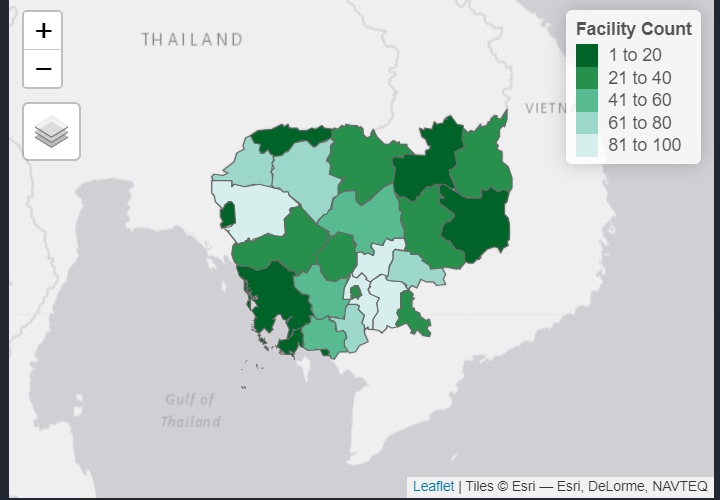 +
−
THAILAND
Facility Count
1 to 20
21 to 40
41 to 60
61 to 80
81 to 100
VIETNA
Gulf of
Thailand
Leaflet | Tiles © Esri — Esri, DeLorme, NAVTEQ